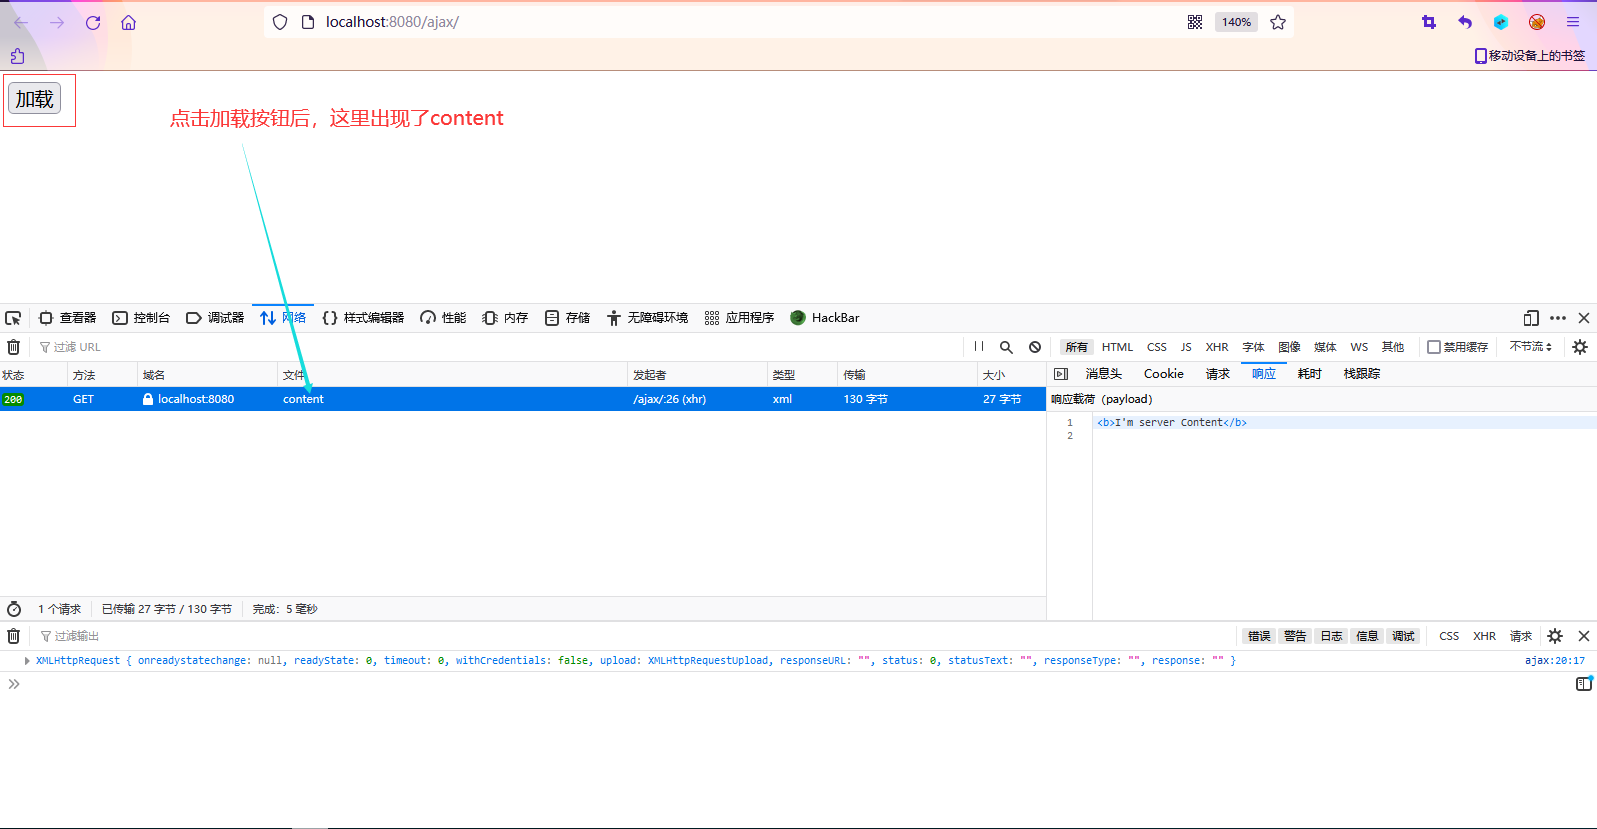 localhost:8080/ajax/
140%
移动设备上的书签
加载
点击加载按钮后，这里出现了content
查看器 控制台 调试器 网络 样式编辑器 性能 内存 存储 无障碍环境 应用程序 HackBar
过滤 URL
所有 HTML CSS JS XHR 字体 图像 媒体 WS 其他 禁用缓存 不节流
状态 方法 域名 文件 发起者 类型 传输 大小
消息头 Cookie 请求 响应 耗时 栈跟踪
200 GET localhost:8080 content /ajax/:26 (xhr) xml 130 字节 27 字节
响应载荷 (payload)
1 <b>I'm server Content</b>
2
1 个请求 已传输 27 字节 / 130 字节 完成：5 毫秒
过滤输出
错误 警告 日志 信息 调试 CSS XHR 请求
XMLHttpRequest { onreadystatechange: null, readyState: 0, timeout: 0, withCredentials: false, upload: XMLHttpRequestUpload, responseURL: "", status: 0, statusText: "", responseType: "", response: "" } ajax:20:17